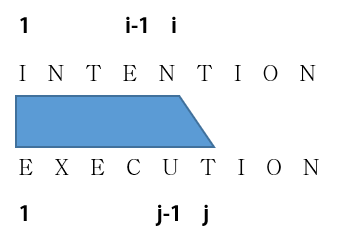 1 i-1 i
I N T E N T I O N
E X E C U T I O N
1 j-1 j